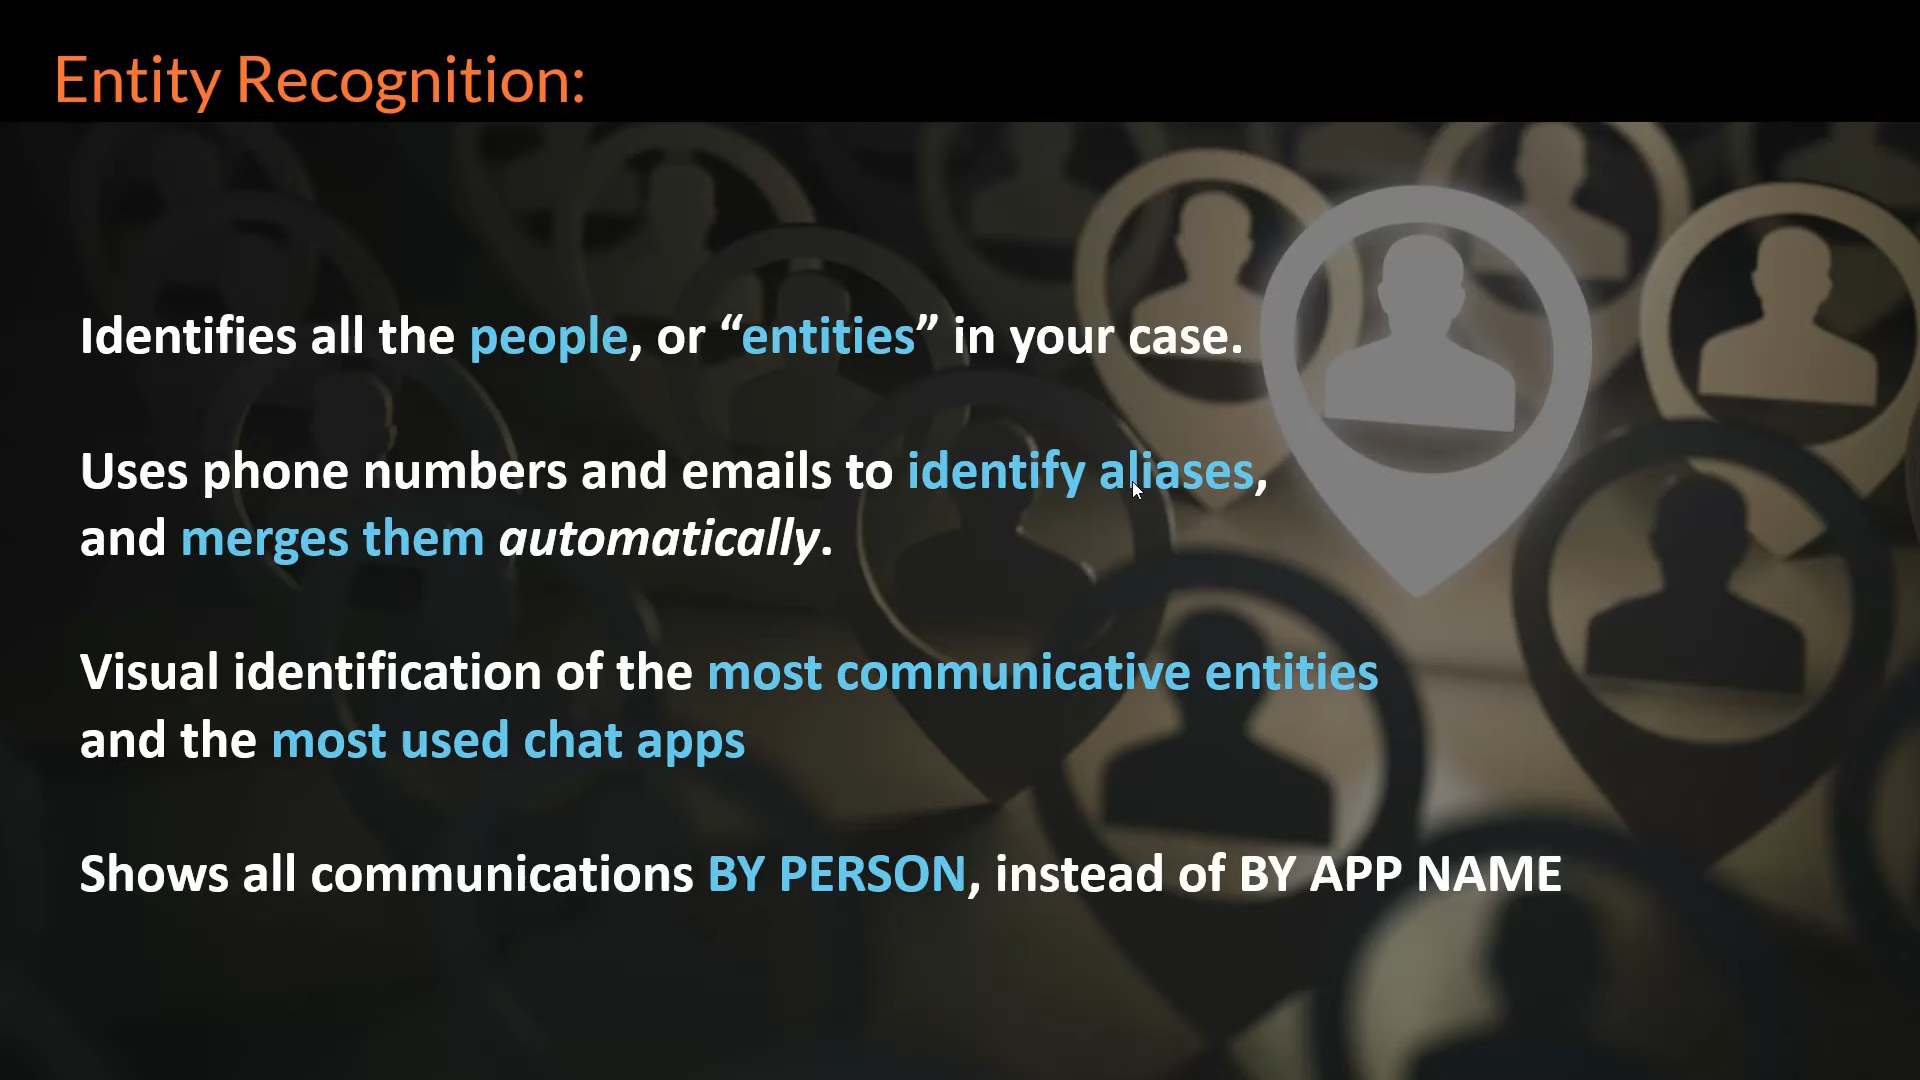 Entity Recognition:
Identifies all the people, or “entities” in your case.
Uses phone numbers and emails to identify aliases,
and merges them automatically.
Visual identification of the most communicative entities
and the most used chat apps
Shows all communications BY PERSON, instead of BY APP NAME